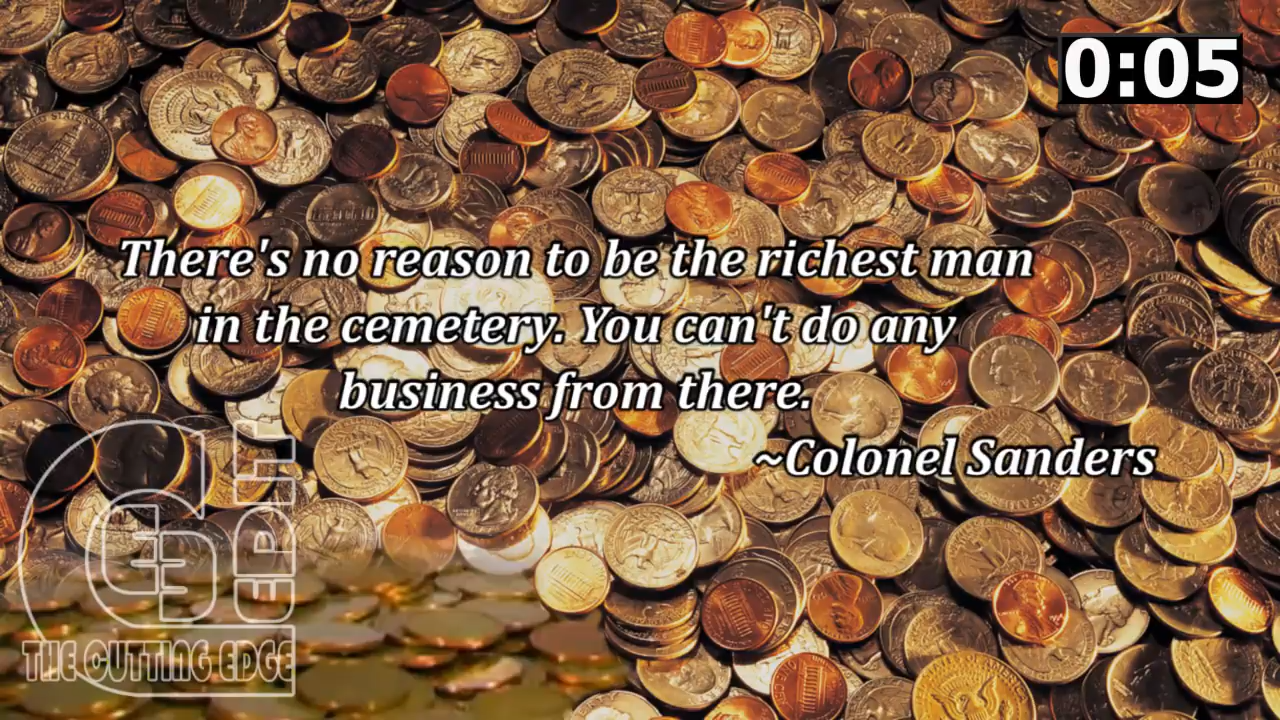 0:05
There's no reason to be the richest man
in the cemetery. You can't do any
business from there.
~Colonel Sanders
THE CUTTING EDGE